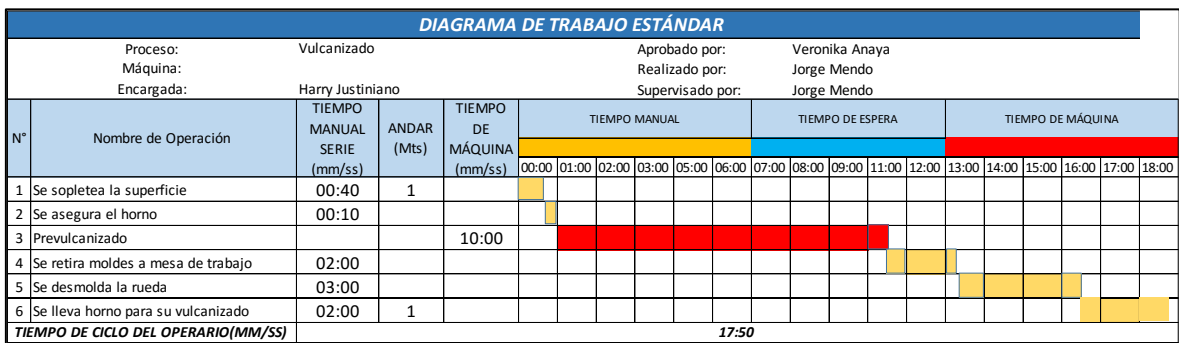 DIAGRAMA DE TRABAJO ESTÁNDAR
Proceso: Vulcanizado Aprobado por: Veronika Anaya
Máquina: Realizado por: Jorge Mendo
Encargada: Harry Justiniano Supervisado por: Jorge Mendo
N° Nombre de Operación TIEMPO MANUAL SERIE (mm/ss) ANDAR (Mts) TIEMPO DE MÁQUINA (mm/ss) TIEMPO MANUAL TIEMPO DE ESPERA TIEMPO DE MÁQUINA
00:00 01:00 02:00 03:00 05:00 06:00 07:00 08:00 09:00 11:00 12:00 13:00 14:00 15:00 16:00 17:00 18:00
1 Se sopletea la superficie 00:40 1
2 Se asegura el horno 00:10
3 Prevulcanizado 10:00
4 Se retira moldes a mesa de trabajo 02:00
5 Se desmolda la rueda 03:00
6 Se lleva horno para su vulcanizado 02:00 1
TIEMPO DE CICLO DEL OPERARIO(MM/SS) 17:50